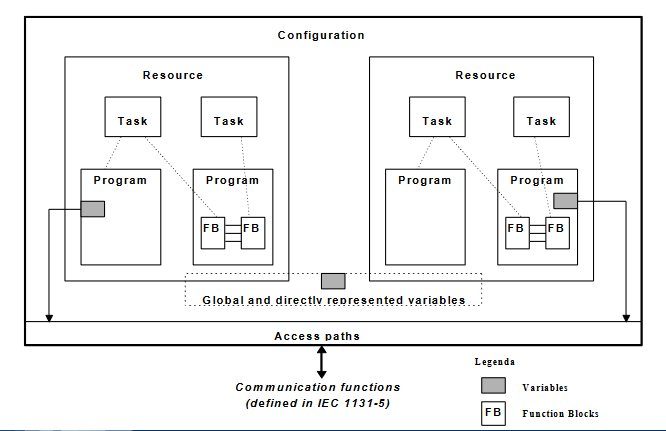 Configuration
Resource
Resource
Task
Task
Task
Task
Program
Program
Program
Program
FB
FB
FB
FB
Global and directly represented variables
Access paths
Communication functions
(defined in IEC 1131-5)
Legenda
Variables
FB
Function Blocks